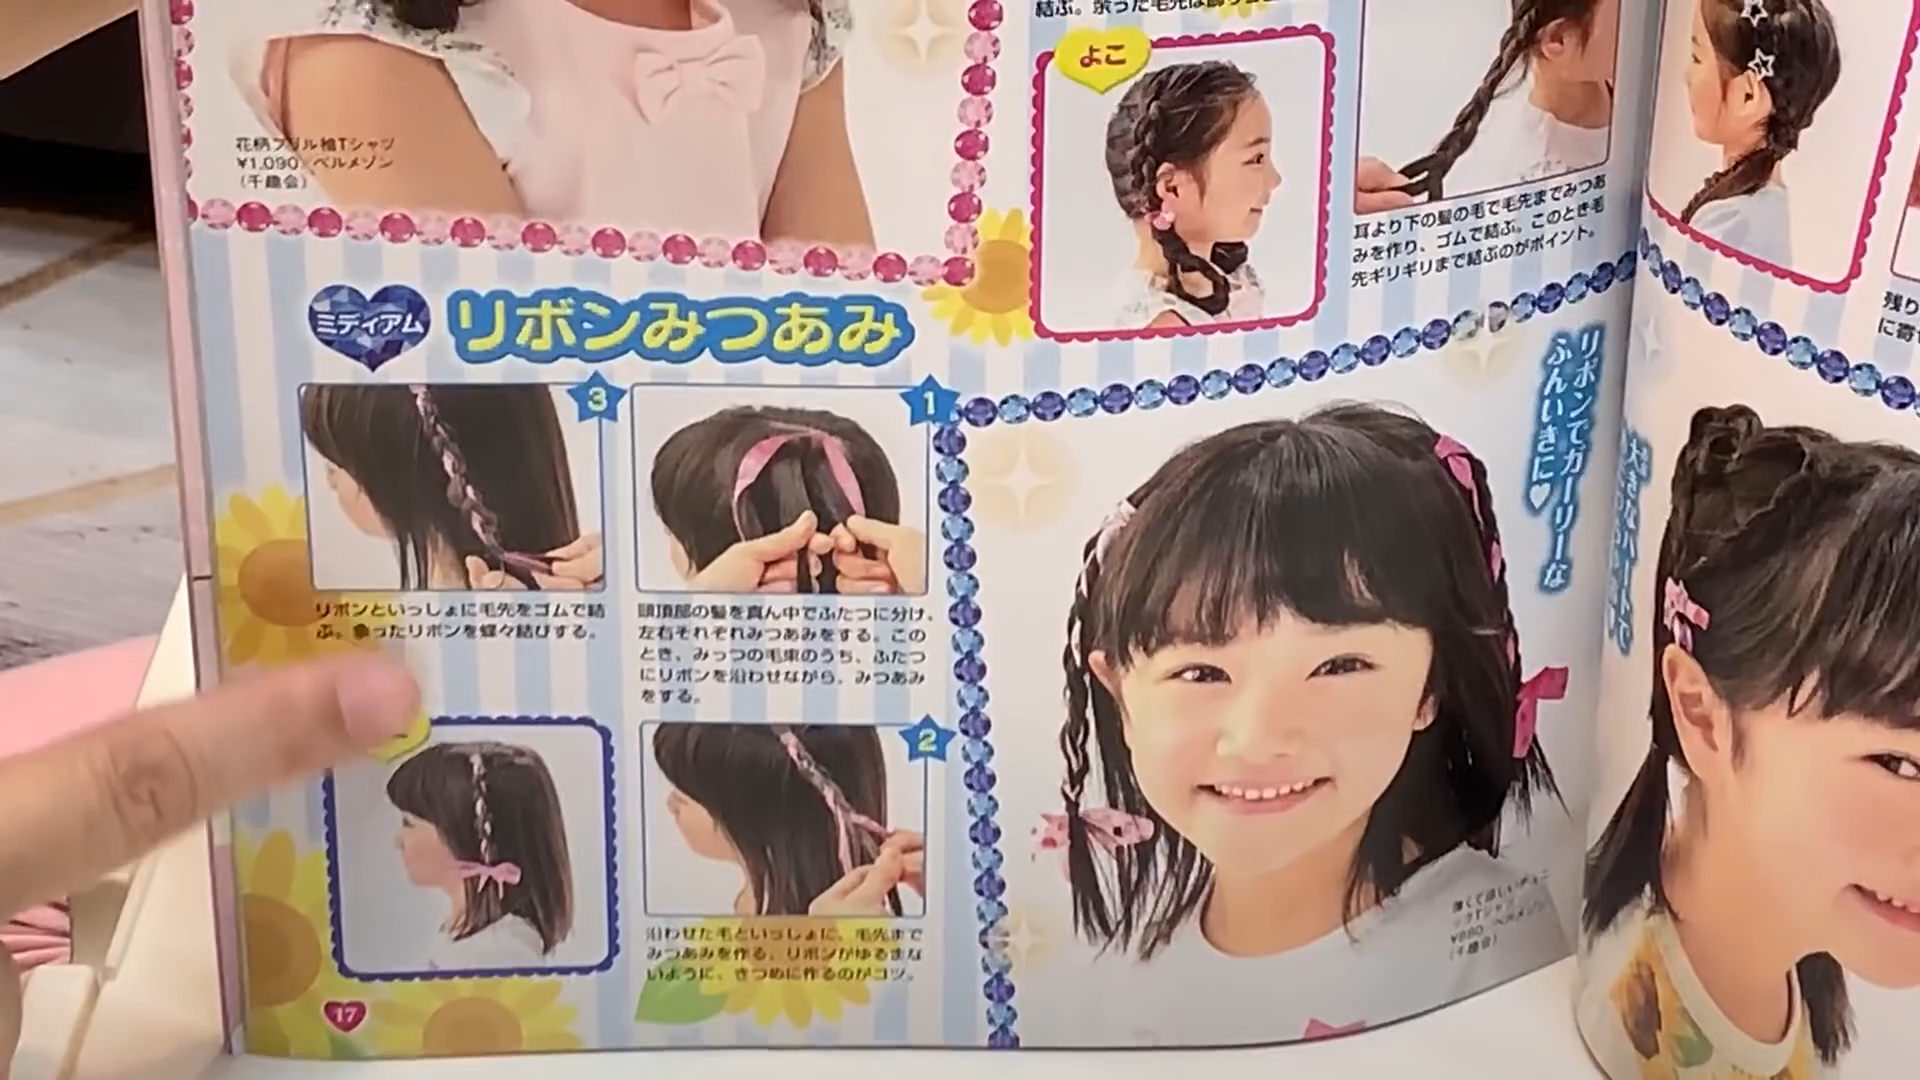 花柄フリル袖Tシャツ
¥1,090/ベルメゾン
(千趣会)
よこ
耳より下の髪の毛で毛先までみつあ
みを作り、ゴムで結ぶ。このとき毛
先ギリギリまで結ぶのがポイント。
ミディアム
リボンみつあみ
1
頭頂部の髪を真ん中でふたつに分け、
左右それぞれみつあみをする。この
とき、みっつの毛束のうち、ふたつ
にリボンを沿わせながら、みつあみ
をする。
2
沿わせた毛といっしょに、毛先まで
みつあみを作る。リボンがゆるまな
いように、きつめに作るのがコツ。
3
リボンといっしょに毛先をゴムで結
ぶ。余ったリボンを蝶々結びする。
リボンでガーリーな
ふんいきに♥
¥880/ベルメゾン
(千趣会)
残り
に寄
17